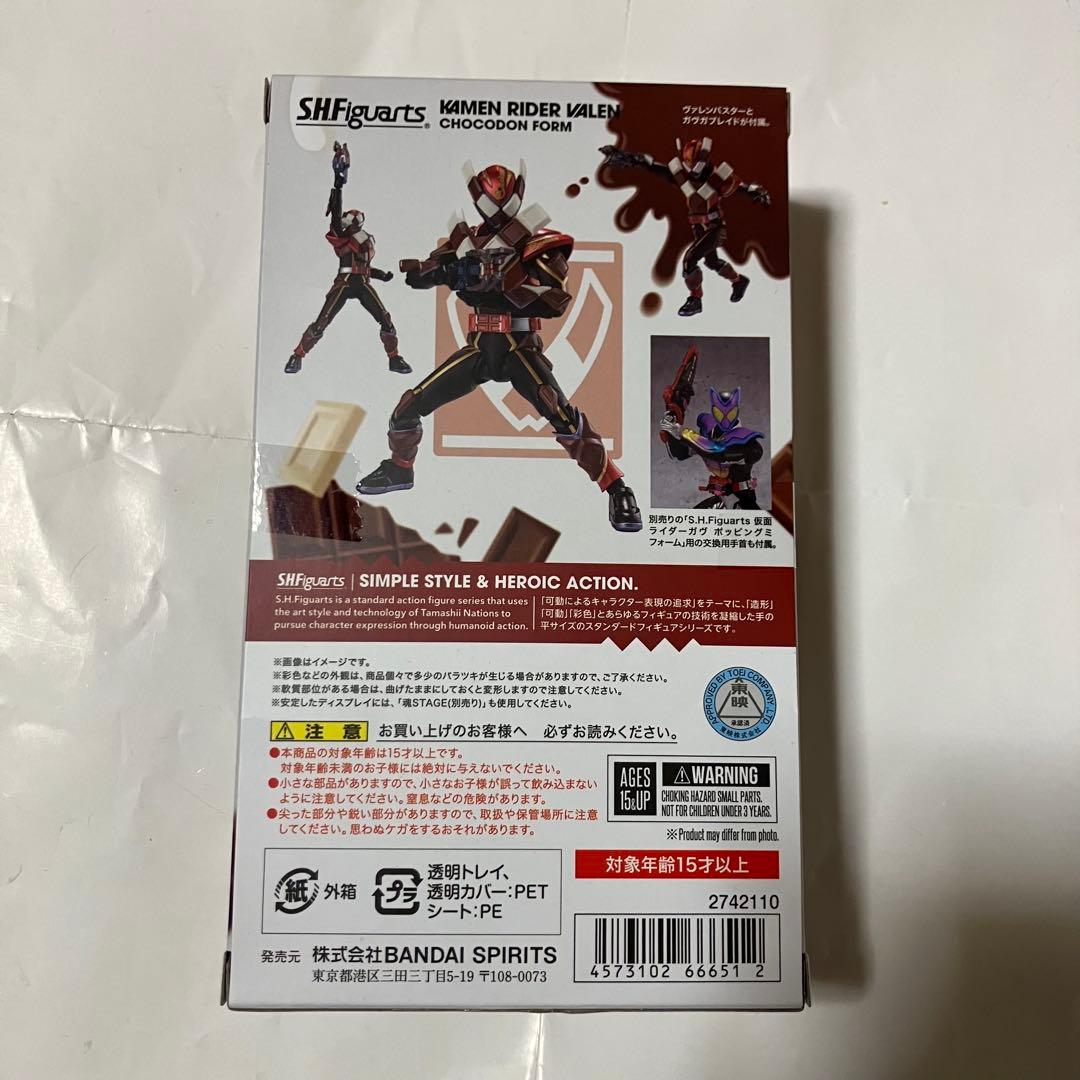 S.H.Figuarts® KAMEN RIDER VALEN
CHOCODON FORM
ヴァレンバスターと
ガヴガブレイドが付属。
別売りの「S.H.Figuarts 仮面
ライダーガヴ ポッピングミ
フォーム」用の交換用手首も付属。
S.H.Figuarts | SIMPLE STYLE & HEROIC ACTION.
S.H.Figuarts is a standard action figure series that uses
the art style and technology of Tamashii Nations to
pursue character expression through humanoid action.
「可動によるキャラクター表現の追求」をテーマに、「造形」
「可動」「彩色」とあらゆるフィギュアの技術を凝縮した手の
平サイズのスタンダードフィギュアシリーズです。
※画像はイメージです。
※彩色などの外観は、商品個々で多少のバラツキが生じる場合がありますので、ご了承ください。
※軟質部位がある場合は、曲げたままにしておくと変形しますので注意してください。
※安定したディスプレイには、「魂STAGE(別売り)」も使用してください。
APPROVED BY TOEI COMPANY, LTD.
東映
承認済
東映株式会社
注意 お買い上げのお客様へ 必ずお読みください。
●本商品の対象年齢は15才以上です。
対象年齢未満のお子様には絶対に与えないでください。
●小さな部品がありますので、小さなお子様が誤って飲み込まない
ように注意してください。窒息などの危険があります。
●尖った部分や鋭い部分がありますので、取扱や保管場所に注意
してください。思わぬケガをするおそれがあります。
AGES
15&UP
WARNING
CHOKING HAZARD SMALL PARTS.
NOT FOR CHILDREN UNDER 3 YEARS.
※Product may differ from photo.
対象年齢15才以上
紙 外箱
プラ 透明トレイ、
透明カバー:PET
シート:PE
2742110
4573102 66651 2
発売元 株式会社BANDAI SPIRITS
東京都港区三田三丁目5-19 〒108-0073